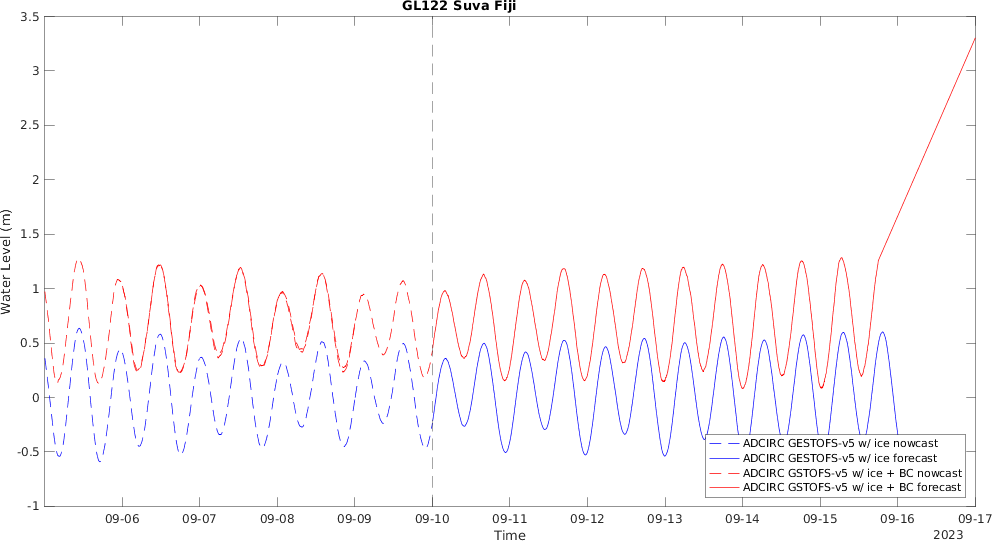 GL122 Suva Fiji
3.5
3
2.5
2
1.5
1
0.5
0
-0.5
-1
Water Level (m)
09-06 09-07 09-08 09-09 09-10 09-11 09-12 09-13 09-14 09-15 09-16 09-17
Time
2023
ADCIRC GESTOFS-v5 w/ ice nowcast
ADCIRC GESTOFS-v5 w/ ice forecast
ADCIRC GSTOFS-v5 w/ ice + BC nowcast
ADCIRC GSTOFS-v5 w/ ice + BC forecast